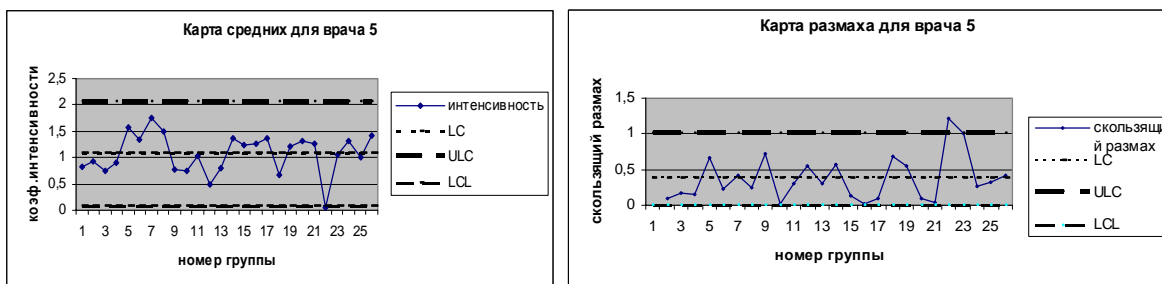 Карта средних для врача 5
коэф.интенсивности
2,5
2
1,5
1
0,5
0
1 3 5 7 9 11 13 15 17 19 21 23 25
номер группы
интенсивность
LC
ULC
LCL
Карта размаха для врача 5
скользящий размах
1,5
1
0,5
0
1 3 5 7 9 11 13 15 17 19 21 23 25
номер группы
скользящи
й размах
LC
ULC
LCL